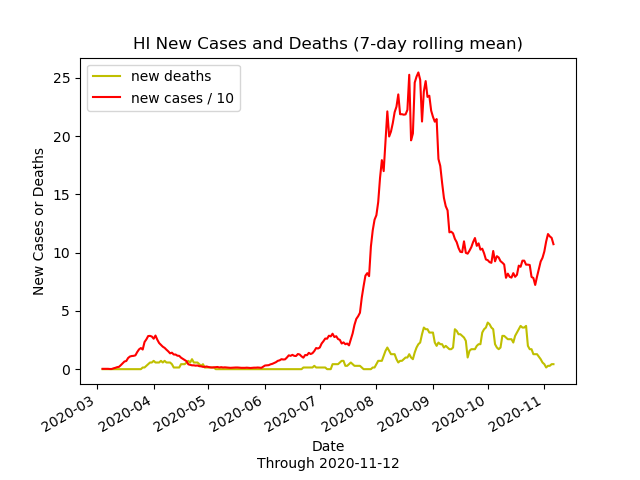 HI New Cases and Deaths (7-day rolling mean)
new deaths
new cases / 10
New Cases or Deaths
25
20
15
10
5
0
2020-03
2020-04
2020-05
2020-06
2020-07
2020-08
2020-09
2020-10
2020-11
Date
Through 2020-11-12